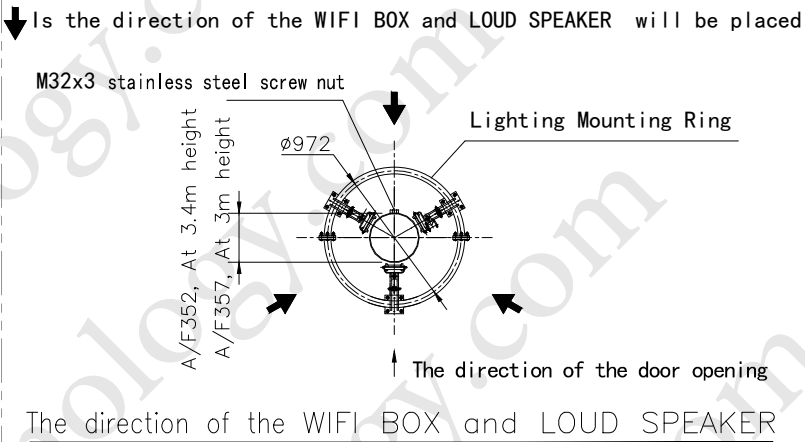 Is the direction of the WIFI BOX and LOUD SPEAKER will be placed
M32x3 stainless steel screw nut
Lighting Mounting Ring
ø972
A/F352, At 3.4m height
A/F357, At 3m height
The direction of the door opening
The direction of the WIFI BOX and LOUD SPEAKER